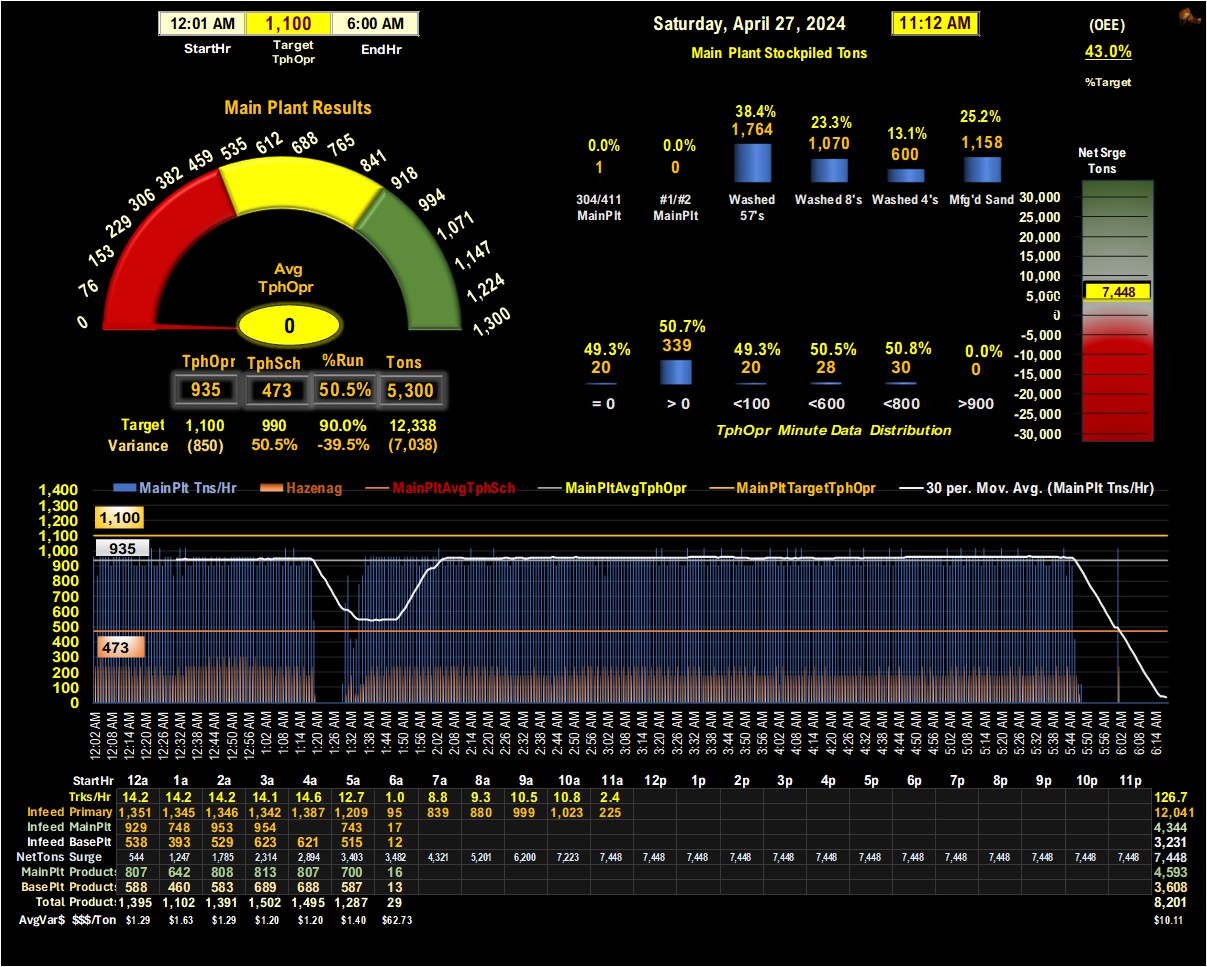 12:01 AM 1,100 6:00 AM
StartHr Target TphOpr EndHr
Saturday, April 27, 2024 11:12 AM
Main Plant Stockpiled Tons
(OEE)
43.0%
%Target
Main Plant Results
0 76 153 229 306 382 459 535 612 688 765 841 918 994 1,071 1,147 1,224 1,300
Avg
TphOpr
0
TphOpr TphSch %Run Tons
935 473 50.5% 5,300
Target 1,100 990 90.0% 12,338
Variance (850) 50.5% -39.5% (7,038)
0.0% 0.0% 38.4% 23.3% 13.1% 25.2%
1 0 1,764 1,070 600 1,158
304/411 MainPlt #1/#2 MainPlt Washed 57's Washed 8's Washed 4's Mfg'd Sand
49.3% 50.7% 49.3% 50.5% 50.8% 0.0%
20 339 20 28 30 0
= 0 > 0 <100 <600 <800 >900
TphOpr Minute Data Distribution
Net Srge
Tons
30,000
25,000
20,000
15,000
10,000
5,000
0
-5,000
-10,000
-15,000
-20,000
-25,000
-30,000
7,448
MainPlt Tns/Hr Hazenag MainPltAvgTphSch MainPltAvgTphOpr MainPltTargetTphOpr 30 per. Mov. Avg. (MainPlt Tns/Hr)
1,400
1,300
1,200
1,100
1,000
900
800
700
600
500
400
300
200
100
0
1,100
935
473
12:02 AM 12:08 AM 12:14 AM 12:20 AM 12:26 AM 12:32 AM 12:38 AM 12:44 AM 12:50 AM 12:56 AM 1:02 AM 1:08 AM 1:14 AM 1:20 AM 1:26 AM 1:32 AM 1:38 AM 1:44 AM 1:50 AM 1:56 AM 2:02 AM 2:08 AM 2:14 AM 2:20 AM 2:26 AM 2:32 AM 2:38 AM 2:44 AM 2:50 AM 2:56 AM 3:02 AM 3:08 AM 3:14 AM 3:20 AM 3:26 AM 3:32 AM 3:38 AM 3:44 AM 3:50 AM 3:56 AM 4:02 AM 4:08 AM 4:14 AM 4:20 AM 4:26 AM 4:32 AM 4:38 AM 4:44 AM 4:50 AM 4:56 AM 5:02 AM 5:08 AM 5:14 AM 5:20 AM 5:26 AM 5:32 AM 5:38 AM 5:44 AM 5:50 AM 5:56 AM 6:02 AM 6:08 AM 6:14 AM
StartHr 12a 1a 2a 3a 4a 5a 6a 7a 8a 9a 10a 11a 12p 1p 2p 3p 4p 5p 6p 7p 8p 9p 10p 11p
Trks/Hr 14.2 14.2 14.2 14.1 14.6 12.7 1.0 8.8 9.3 10.5 10.8 2.4 126.7
Infeed Primary 1,351 1,345 1,346 1,342 1,387 1,209 95 839 880 999 1,023 225 12,041
Infeed MainPlt 929 748 953 954 743 17 4,344
Infeed BasePlt 538 393 529 623 621 515 12 3,231
NetTons Surge 544 1,247 1,785 2,314 2,894 3,403 3,482 4,321 5,201 6,200 7,223 7,448 7,448 7,448 7,448 7,448 7,448 7,448 7,448 7,448 7,448 7,448 7,448 7,448 7,448
MainPlt Product 807 642 808 813 807 700 16 4,593
BasePlt Product 588 460 583 689 688 587 13 3,608
Total Product 1,395 1,102 1,391 1,502 1,495 1,287 29 8,201
AvgVar$ $$$/Ton $1.29 $1.63 $1.29 $1.20 $1.20 $1.40 $62.73 $10.11